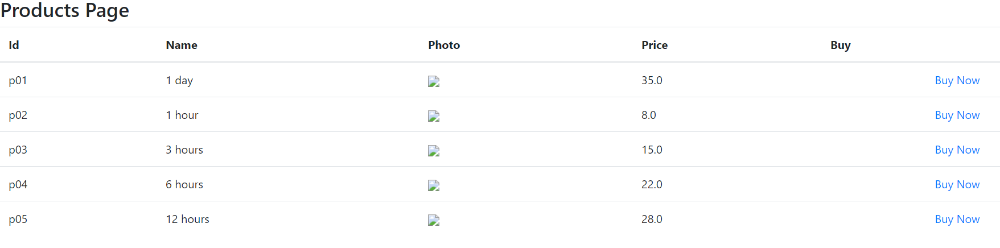 Products Page
Id Name Photo Price Buy
p01 1 day 35.0 Buy Now
p02 1 hour 8.0 Buy Now
p03 3 hours 15.0 Buy Now
p04 6 hours 22.0 Buy Now
p05 12 hours 28.0 Buy Now